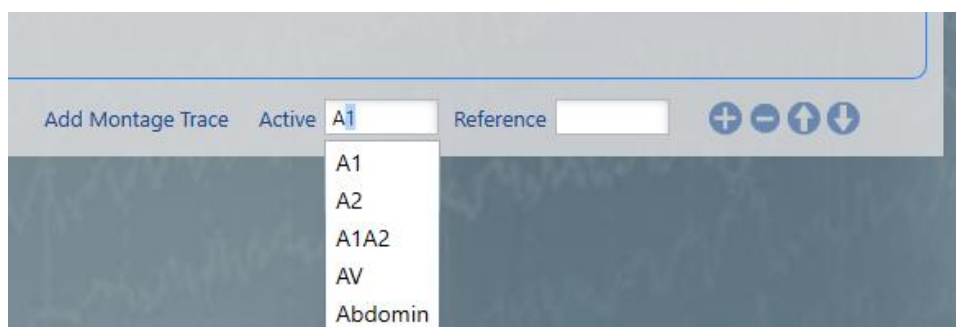 Add Montage Trace Active A1 Reference
A1
A2
A1A2
AV
Abdomin